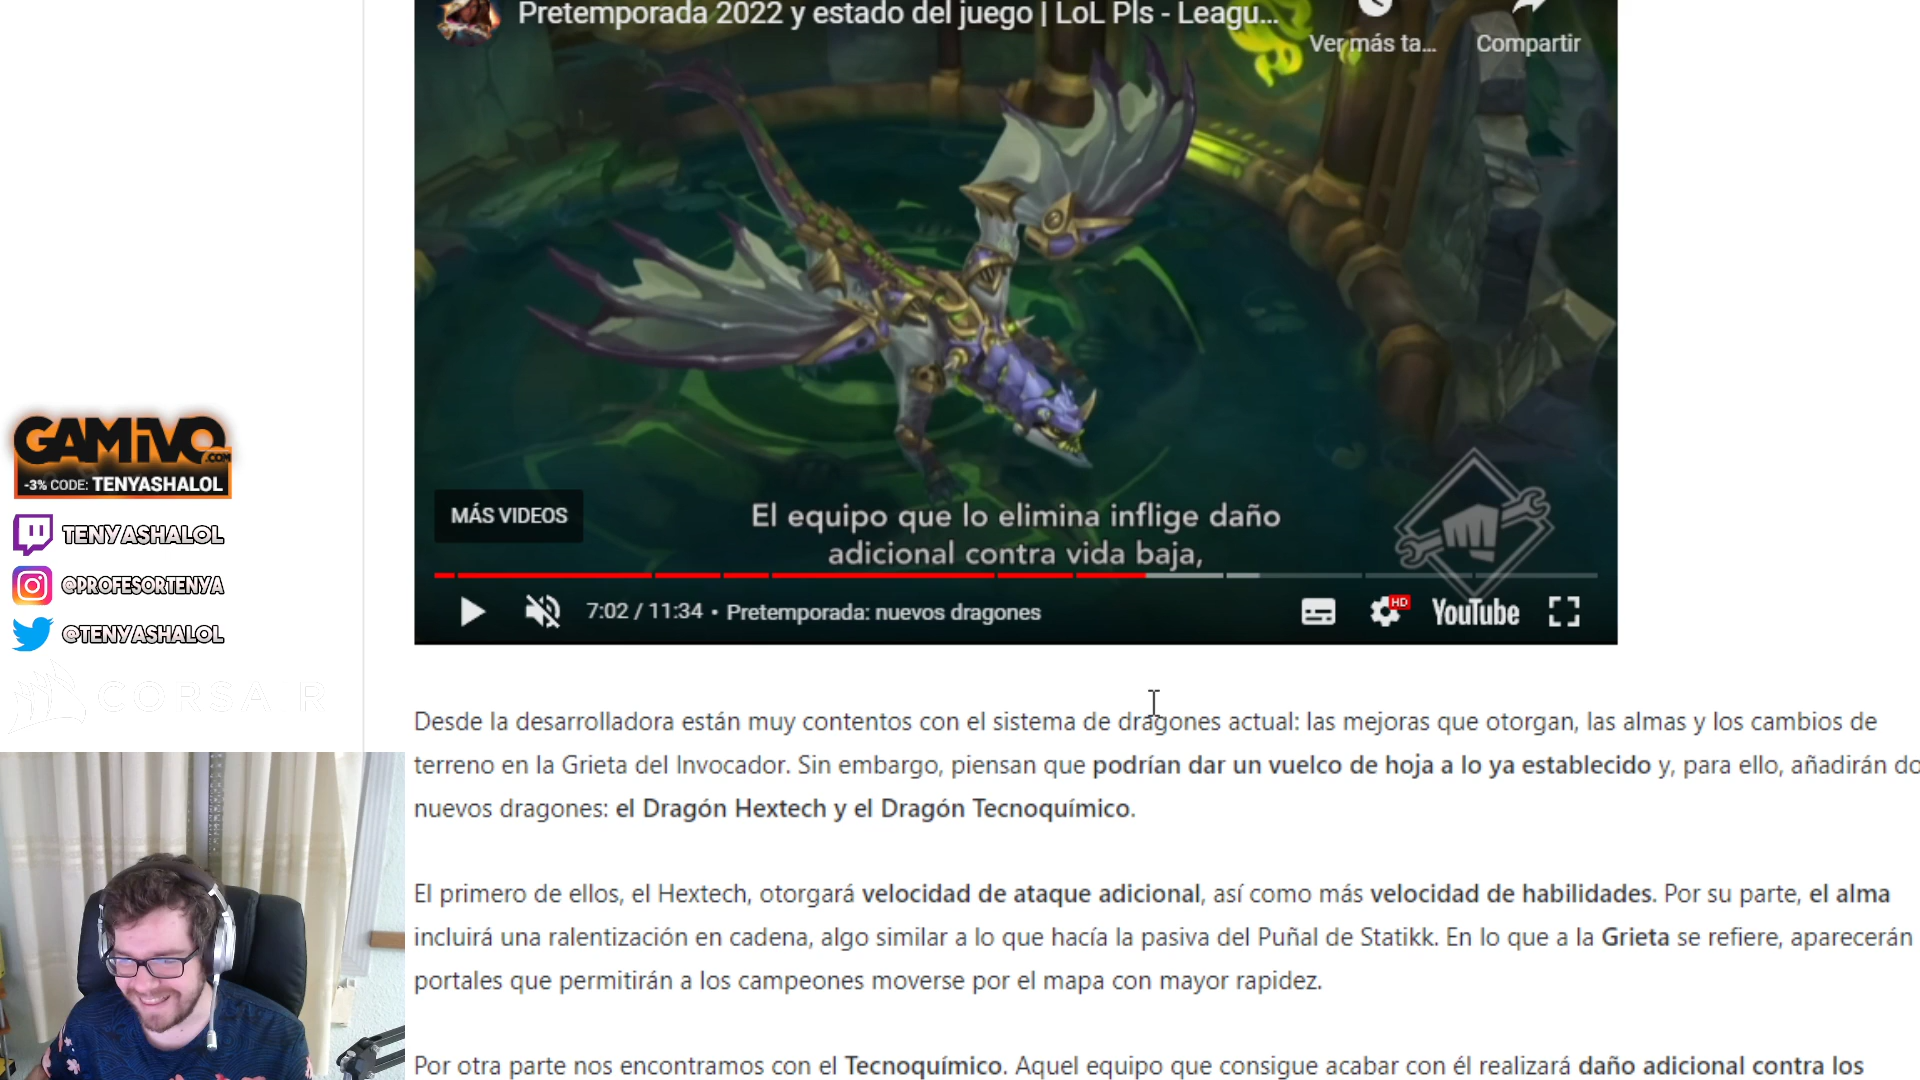 Pretemporada 2022 y estado del juego | LoL Pls - Leagu...
Ver más ta...
Compartir
GAMIVO
.COM
-3% CODE: TENYASHALOL
TENYASHALOL
@PROFESORTENYA
@TENYASHALOL
CORSAIR
MÁS VIDEOS
El equipo que lo elimina inflige daño
adicional contra vida baja,
7:02 / 11:34 • Pretemporada: nuevos dragones
HD
YouTube
Desde la desarrolladora están muy contentos con el sistema de dragones actual: las mejoras que otorgan, las almas y los cambios de
terreno en la Grieta del Invocador. Sin embargo, piensan que podrían dar un vuelco de hoja a lo ya establecido y, para ello, añadirán do
nuevos dragones: el Dragón Hextech y el Dragón Tecnoquímico.
El primero de ellos, el Hextech, otorgará velocidad de ataque adicional, así como más velocidad de habilidades. Por su parte, el alma
incluirá una ralentización en cadena, algo similar a lo que hacía la pasiva del Puñal de Statikk. En lo que a la Grieta se refiere, aparecerán
portales que permitirán a los campeones moverse por el mapa con mayor rapidez.
Por otra parte nos encontramos con el Tecnoquímico. Aquel equipo que consigue acabar con él realizará daño adicional contra los